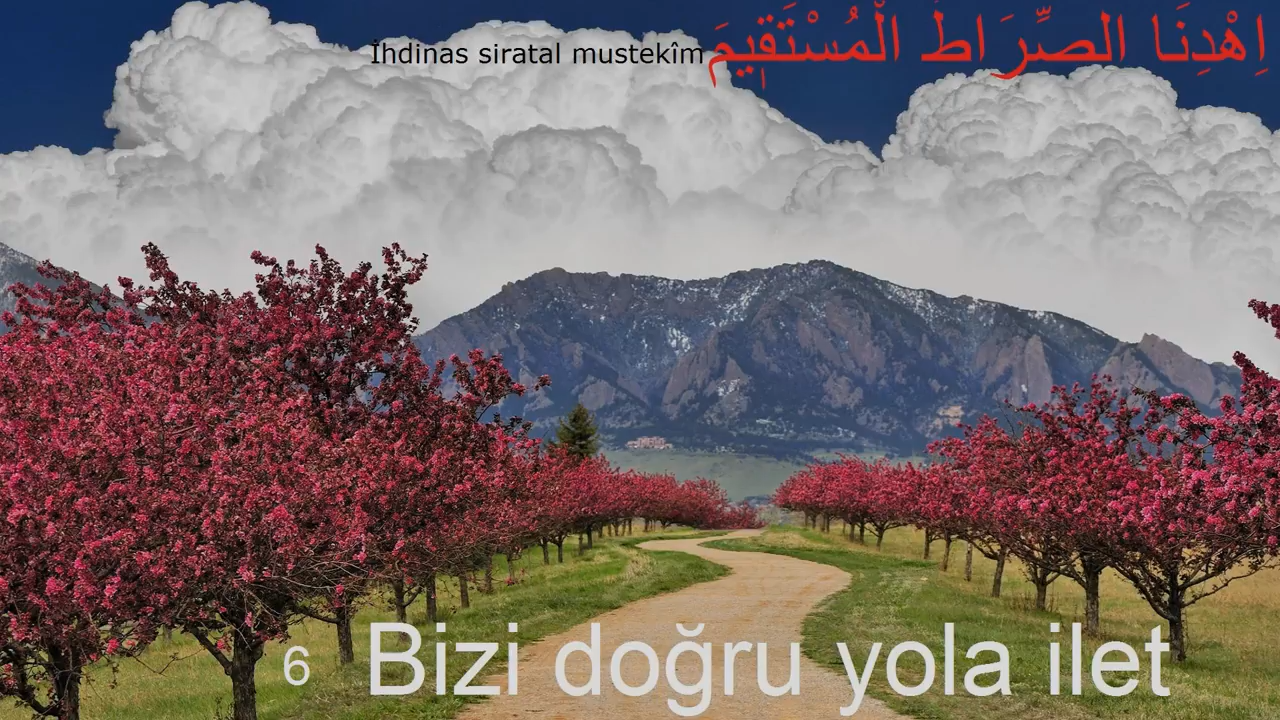 İhdinas siratal mustekîm اِهْدِنَا الصِّرَاطَ الْمُسْتَقٖيمَ
6 Bizi doğru yola ilet